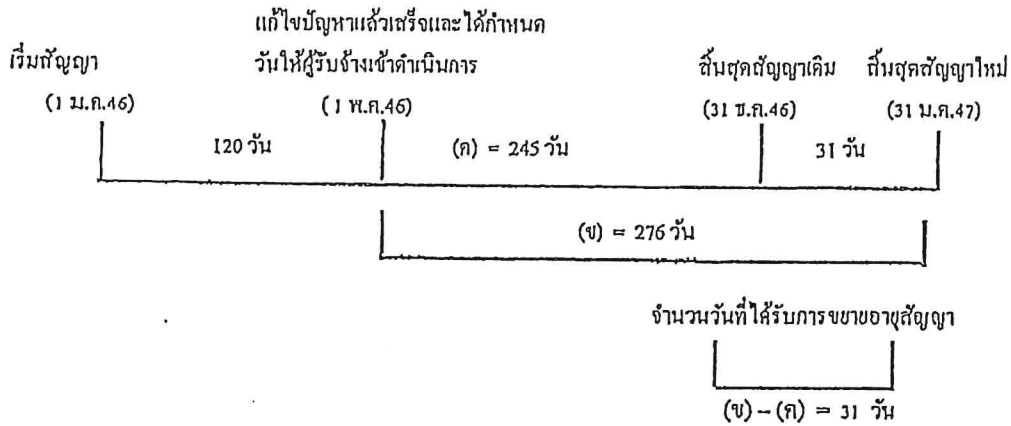 แก้ไขปัญหาแล้วเสร็จและได้กำหนด
เริ่มสัญญา วันให้ผู้รับจ้างเข้าดำเนินการ สิ้นสุดสัญญาเดิม สิ้นสุดสัญญาใหม่
(1 ม.ค.46) (1 พ.ค.46) (31 ธ.ค.46) (31 ม.ค.47)
120 วัน (ค) = 245 วัน 31 วัน
(ข) = 276 วัน
จำนวนวันที่ได้รับการขยายอายุสัญญา
(ข) – (ค) = 31 วัน